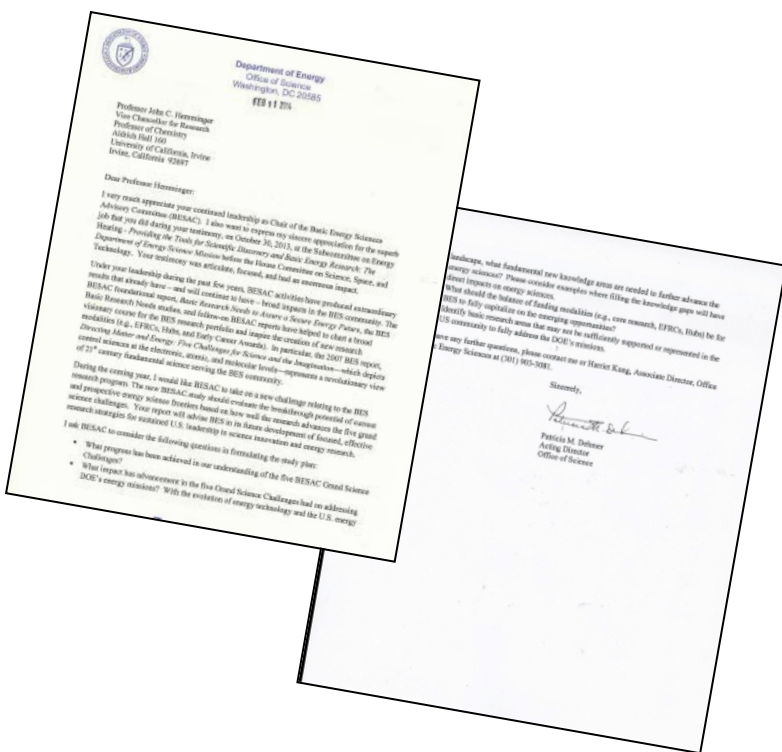 Department of Energy
Office of Science
Washington, DC 20585
FEB 11 2014
Professor John C. Hemminger
Vice Chancellor for Research
Professor of Chemistry
Aldrich Hall 160
University of California, Irvine
Irvine, California 92697
Dear Professor Hemminger:
I very much appreciate your continued leadership as Chair of the Basic Energy Sciences
Advisory Committee (BESAC). I also want to express my sincere appreciation for the superb
job that you did during your testimony, on October 30, 2013, at the Subcommittee on Energy
Hearing - Providing the Tools for Scientific Discovery and Basic Energy Research: The
Department of Energy Science Mission before the House Committee on Science, Space, and
Technology. Your testimony was articulate, focused, and had an enormous impact.
Under your leadership during the past few years, BESAC activities have produced extraordinary
results that already have – and will continue to have – broad impacts in the BES community. The
BESAC foundational report, Basic Research Needs to Assure a Secure Energy Future, the BES
Basic Research Needs studies, and follow-on BESAC reports have helped to chart a broad
visionary course for the BES research portfolio and inspire the creation of new research
modalities (e.g., EFRCs, Hubs, and Early Career Awards). In particular, the 2007 BES report,
Directing Matter and Energy: Five Challenges for Science and the Imagination—which depicts
control sciences at the electronic, atomic, and molecular levels—represents a revolutionary view
of 21st century fundamental science serving the BES community.
During the coming year, I would like BESAC to take on a new challenge relating to the BES
research program. The new BESAC study should evaluate the breakthrough potential of current
and prospective energy science frontiers based on how well the research advances the five grand
science challenges. Your report will advise BES in its future development of focused, effective
research strategies for sustained U.S. leadership in science innovation and energy research.
I ask BESAC to consider the following questions in formulating the study plan:
• What progress has been achieved in our understanding of the five BESAC Grand Science
Challenges?
• What impact has advancement in the five Grand Science Challenges had on addressing
DOE's energy missions? With the evolution of energy technology and the U.S. energy
landscape, what fundamental new knowledge areas are needed to further advance the
energy sciences? Please consider examples where filling the knowledge gaps will have
direct impacts on energy sciences.
What should the balance of funding modalities (e.g., core research, EFRCs, Hubs) be for
BES to fully capitalize on the emerging opportunities?
identify basic research areas that may not be sufficiently supported or represented in the
US community to fully address the DOE's missions.
have any further questions, please contact me or Harriet Kung, Associate Director, Office
Energy Sciences at (301) 903-3081.
Sincerely,
Patricia M. Dehmer
Acting Director
Office of Science